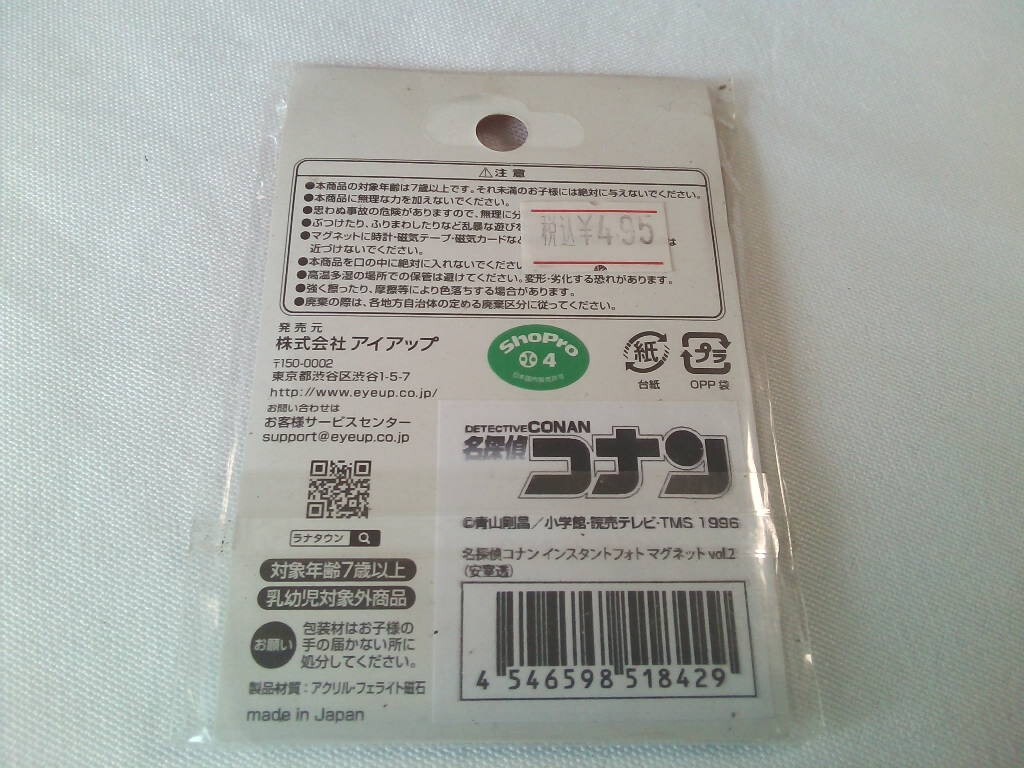 ⚠注意
●本商品の対象年齢は7歳以上です。それ未満のお子様には絶対に与えないでください。
●本商品に無理な力を加えないでください。
●思わぬ事故の危険がありますので、無理に分
●ぶつけたり、ふりまわしたりなど乱暴な遊びを
●マグネットに時計・磁気テープ・磁気カードなど は
近づけないでください。
●本商品を口の中に絶対に入れないでください
●高温多湿の場所での保管は避けてください。変形・劣化する恐れがあります。
●強く擦ったり、摩擦等により色落ちする場合があります。
●廃棄の際は、各地方自治体の定める廃棄区分に従ってください。
税込¥495
発売元
株式会社 アイアップ
〒150-0002
東京都渋谷区渋谷1-5-7
http://www.eyeup.co.jp/
お問い合わせは
お客様サービスセンター
support@eyeup.co.jp
ShoPro
4
日本国内販売許可
紙
台紙
プラ
OPP 袋
ラナタウン
対象年齢7歳以上
乳幼児対象外商品
お願い
包装材はお子様の
手の届かない所に
処分してください。
製品材質：アクリル・フェライト磁石
made in Japan
DETECTIVE CONAN
名探偵
コナン
©青山剛昌／小学館・読売テレビ・TMS 1996
名探偵コナン インスタントフォト マグネット vol.2
（安室透）
4 546598 518429